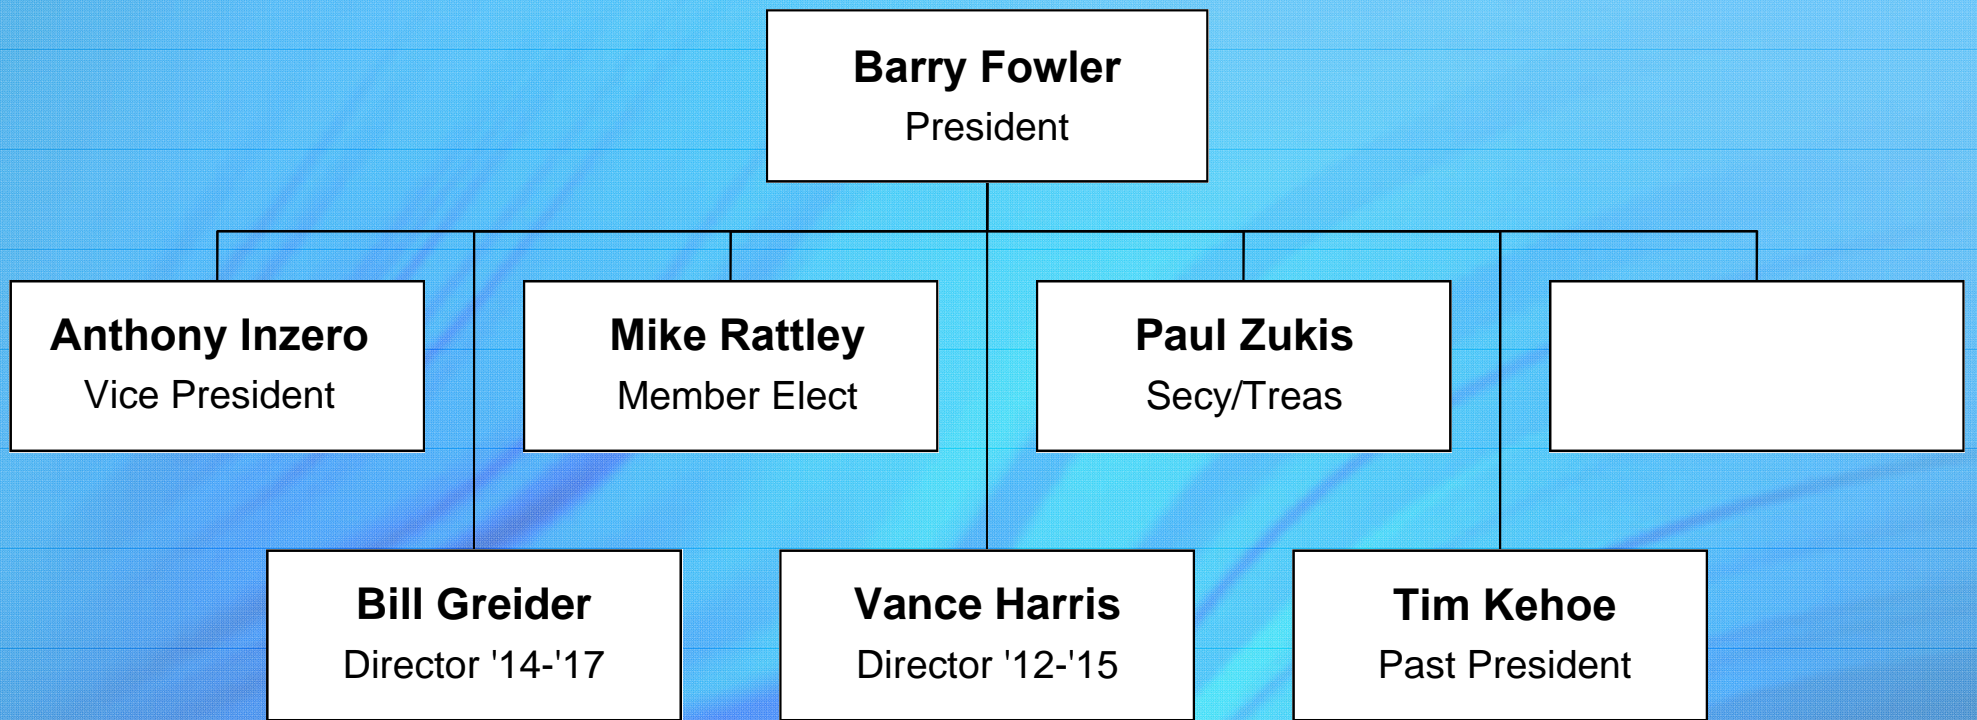 Barry Fowler
President
Anthony Inzero
Vice President
Mike Rattley
Member Elect
Paul Zukis
Secy/Treas
Bill Greider
Director '14-'17
Vance Harris
Director '12-'15
Tim Kehoe
Past President